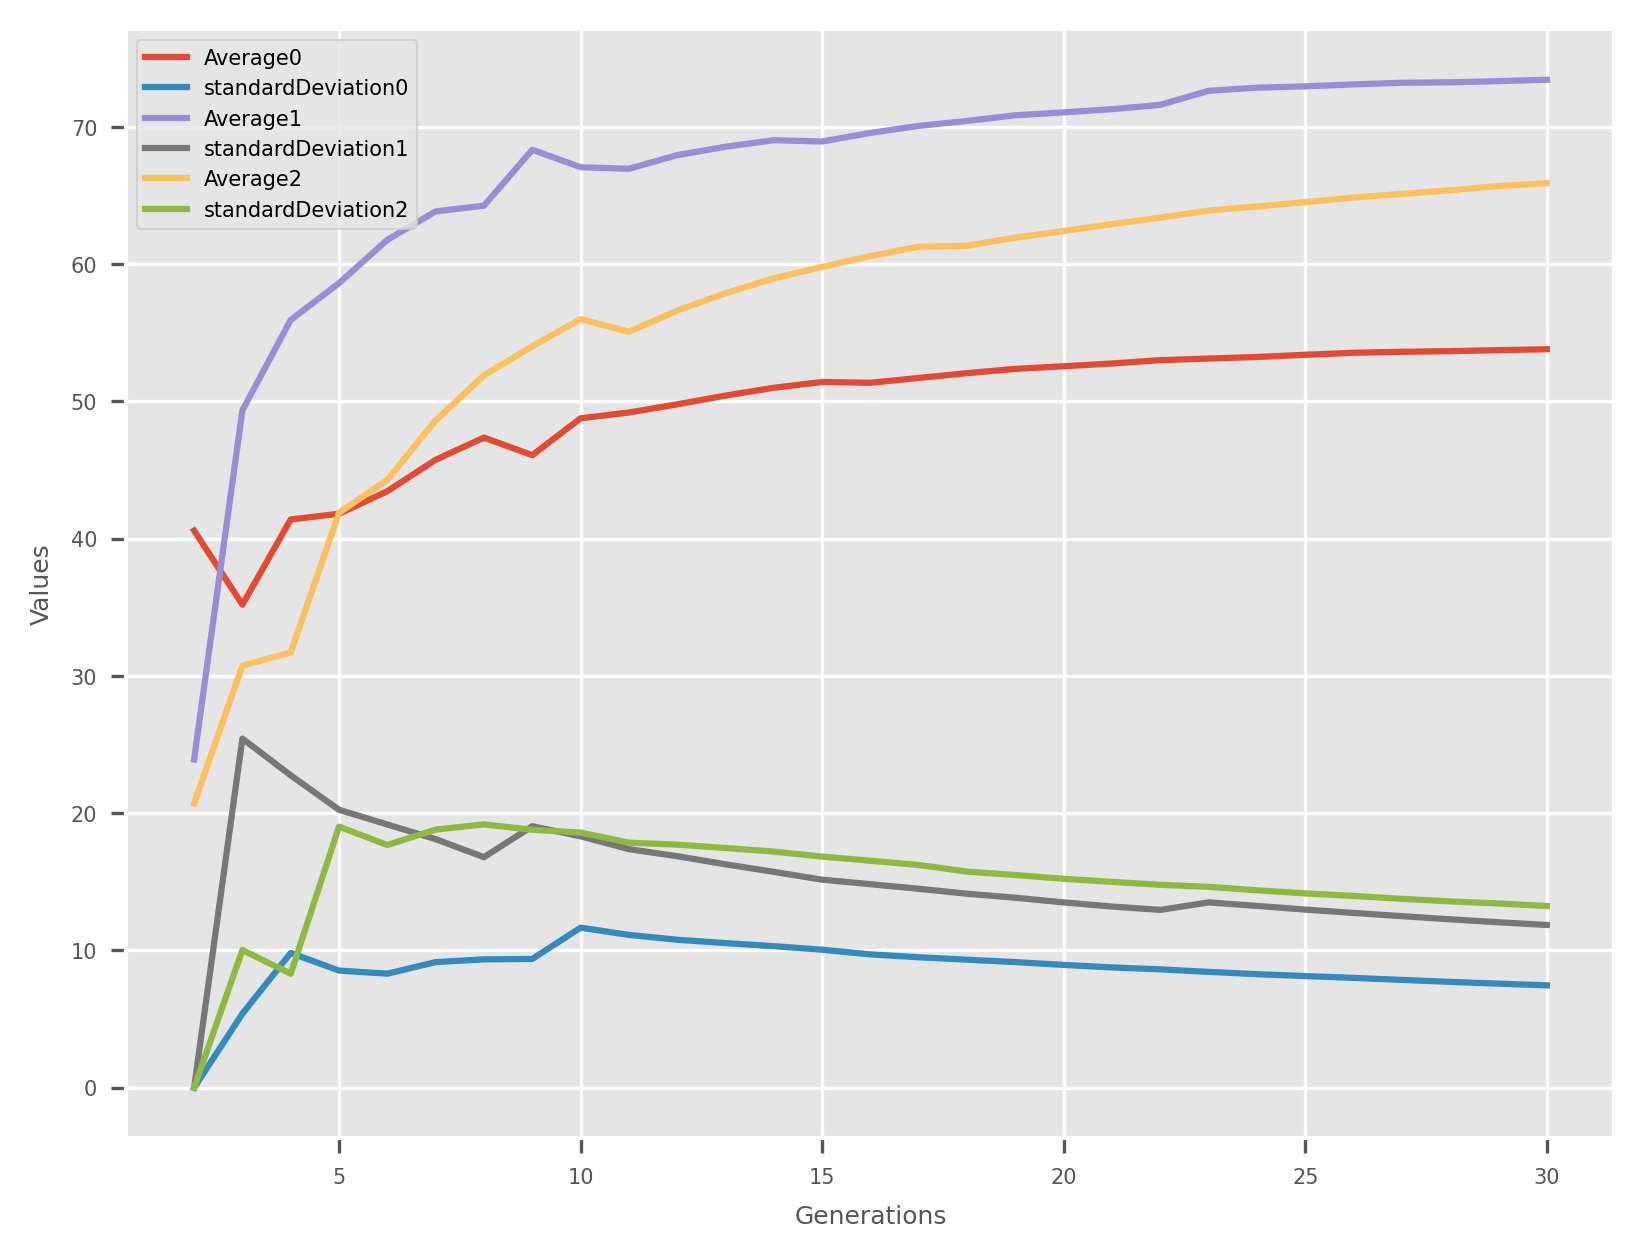 Average0
standardDeviation0
Average1
standardDeviation1
Average2
standardDeviation2
70
60
50
40
30
20
10
0
Values
5 10 15 20 25 30
Generations